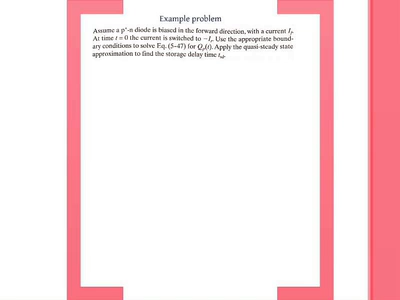 Example problem
Assume a p⁺-n diode is biased in the forward direction, with a current I_f.
At time t = 0 the current is switched to −I_r. Use the appropriate bound-
ary conditions to solve Eq. (5–47) for Q_p(t). Apply the quasi-steady state
approximation to find the storage delay time t_sd.